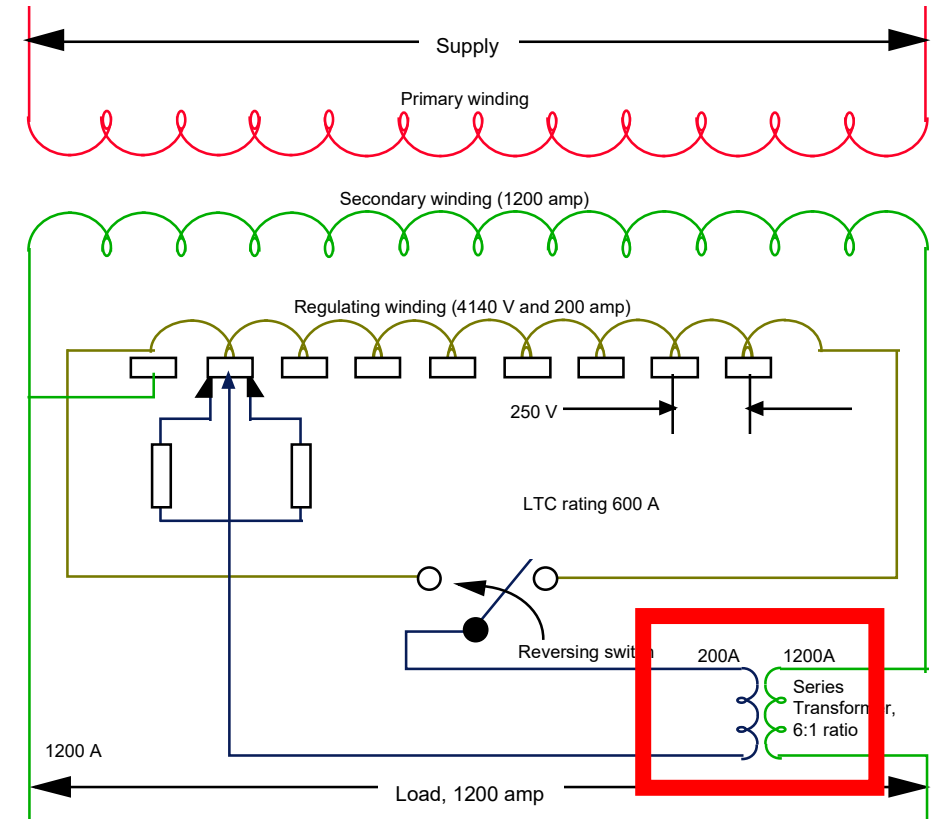 Supply
Primary winding
Secondary winding (1200 amp)
Regulating winding (4140 V and 200 amp)
250 V
LTC rating 600 A
Reversing switch
200A
1200A
Series
Transformer,
6:1 ratio
1200 A
Load, 1200 amp